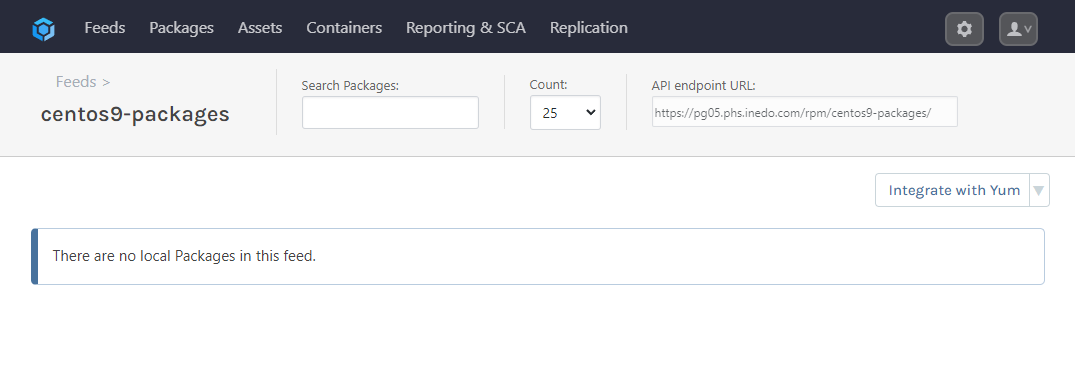 Feeds Packages Assets Containers Reporting & SCA Replication
Feeds >
centos9-packages
Search Packages:
Count:
25
API endpoint URL:
https://pg05.phs.inedo.com/rpm/centos9-packages/
Integrate with Yum
There are no local Packages in this feed.